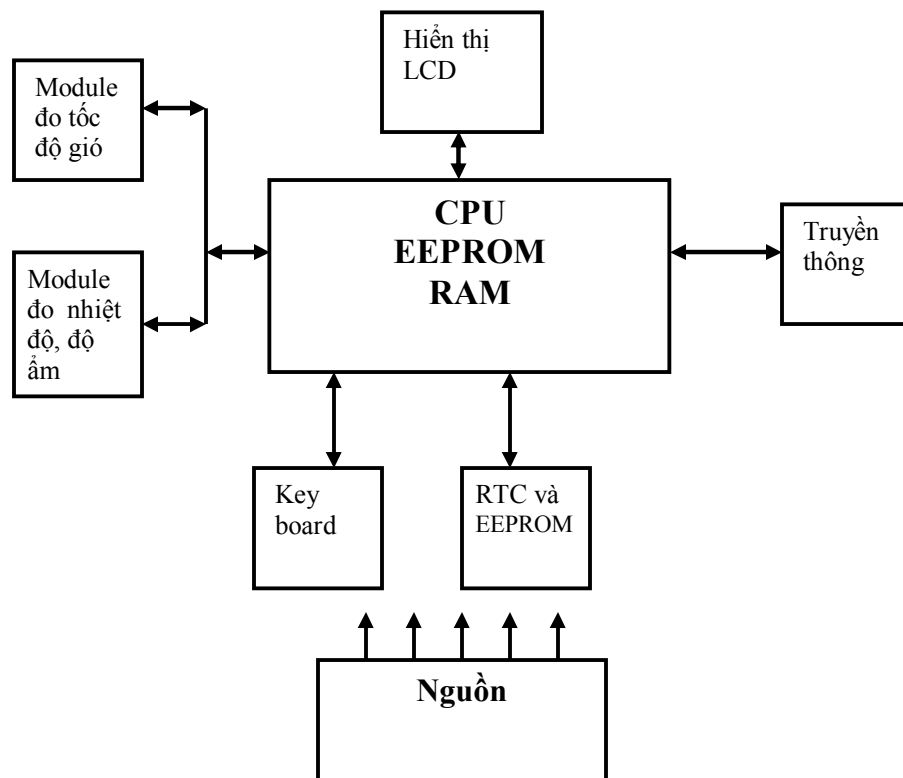 Hiển thị
LCD
Module
đo tốc
độ gió
CPU
EEPROM
RAM
Truyền
thông
Module
đo nhiệt
độ, độ
ẩm
Key
board
RTC và
EEPROM
Nguồn